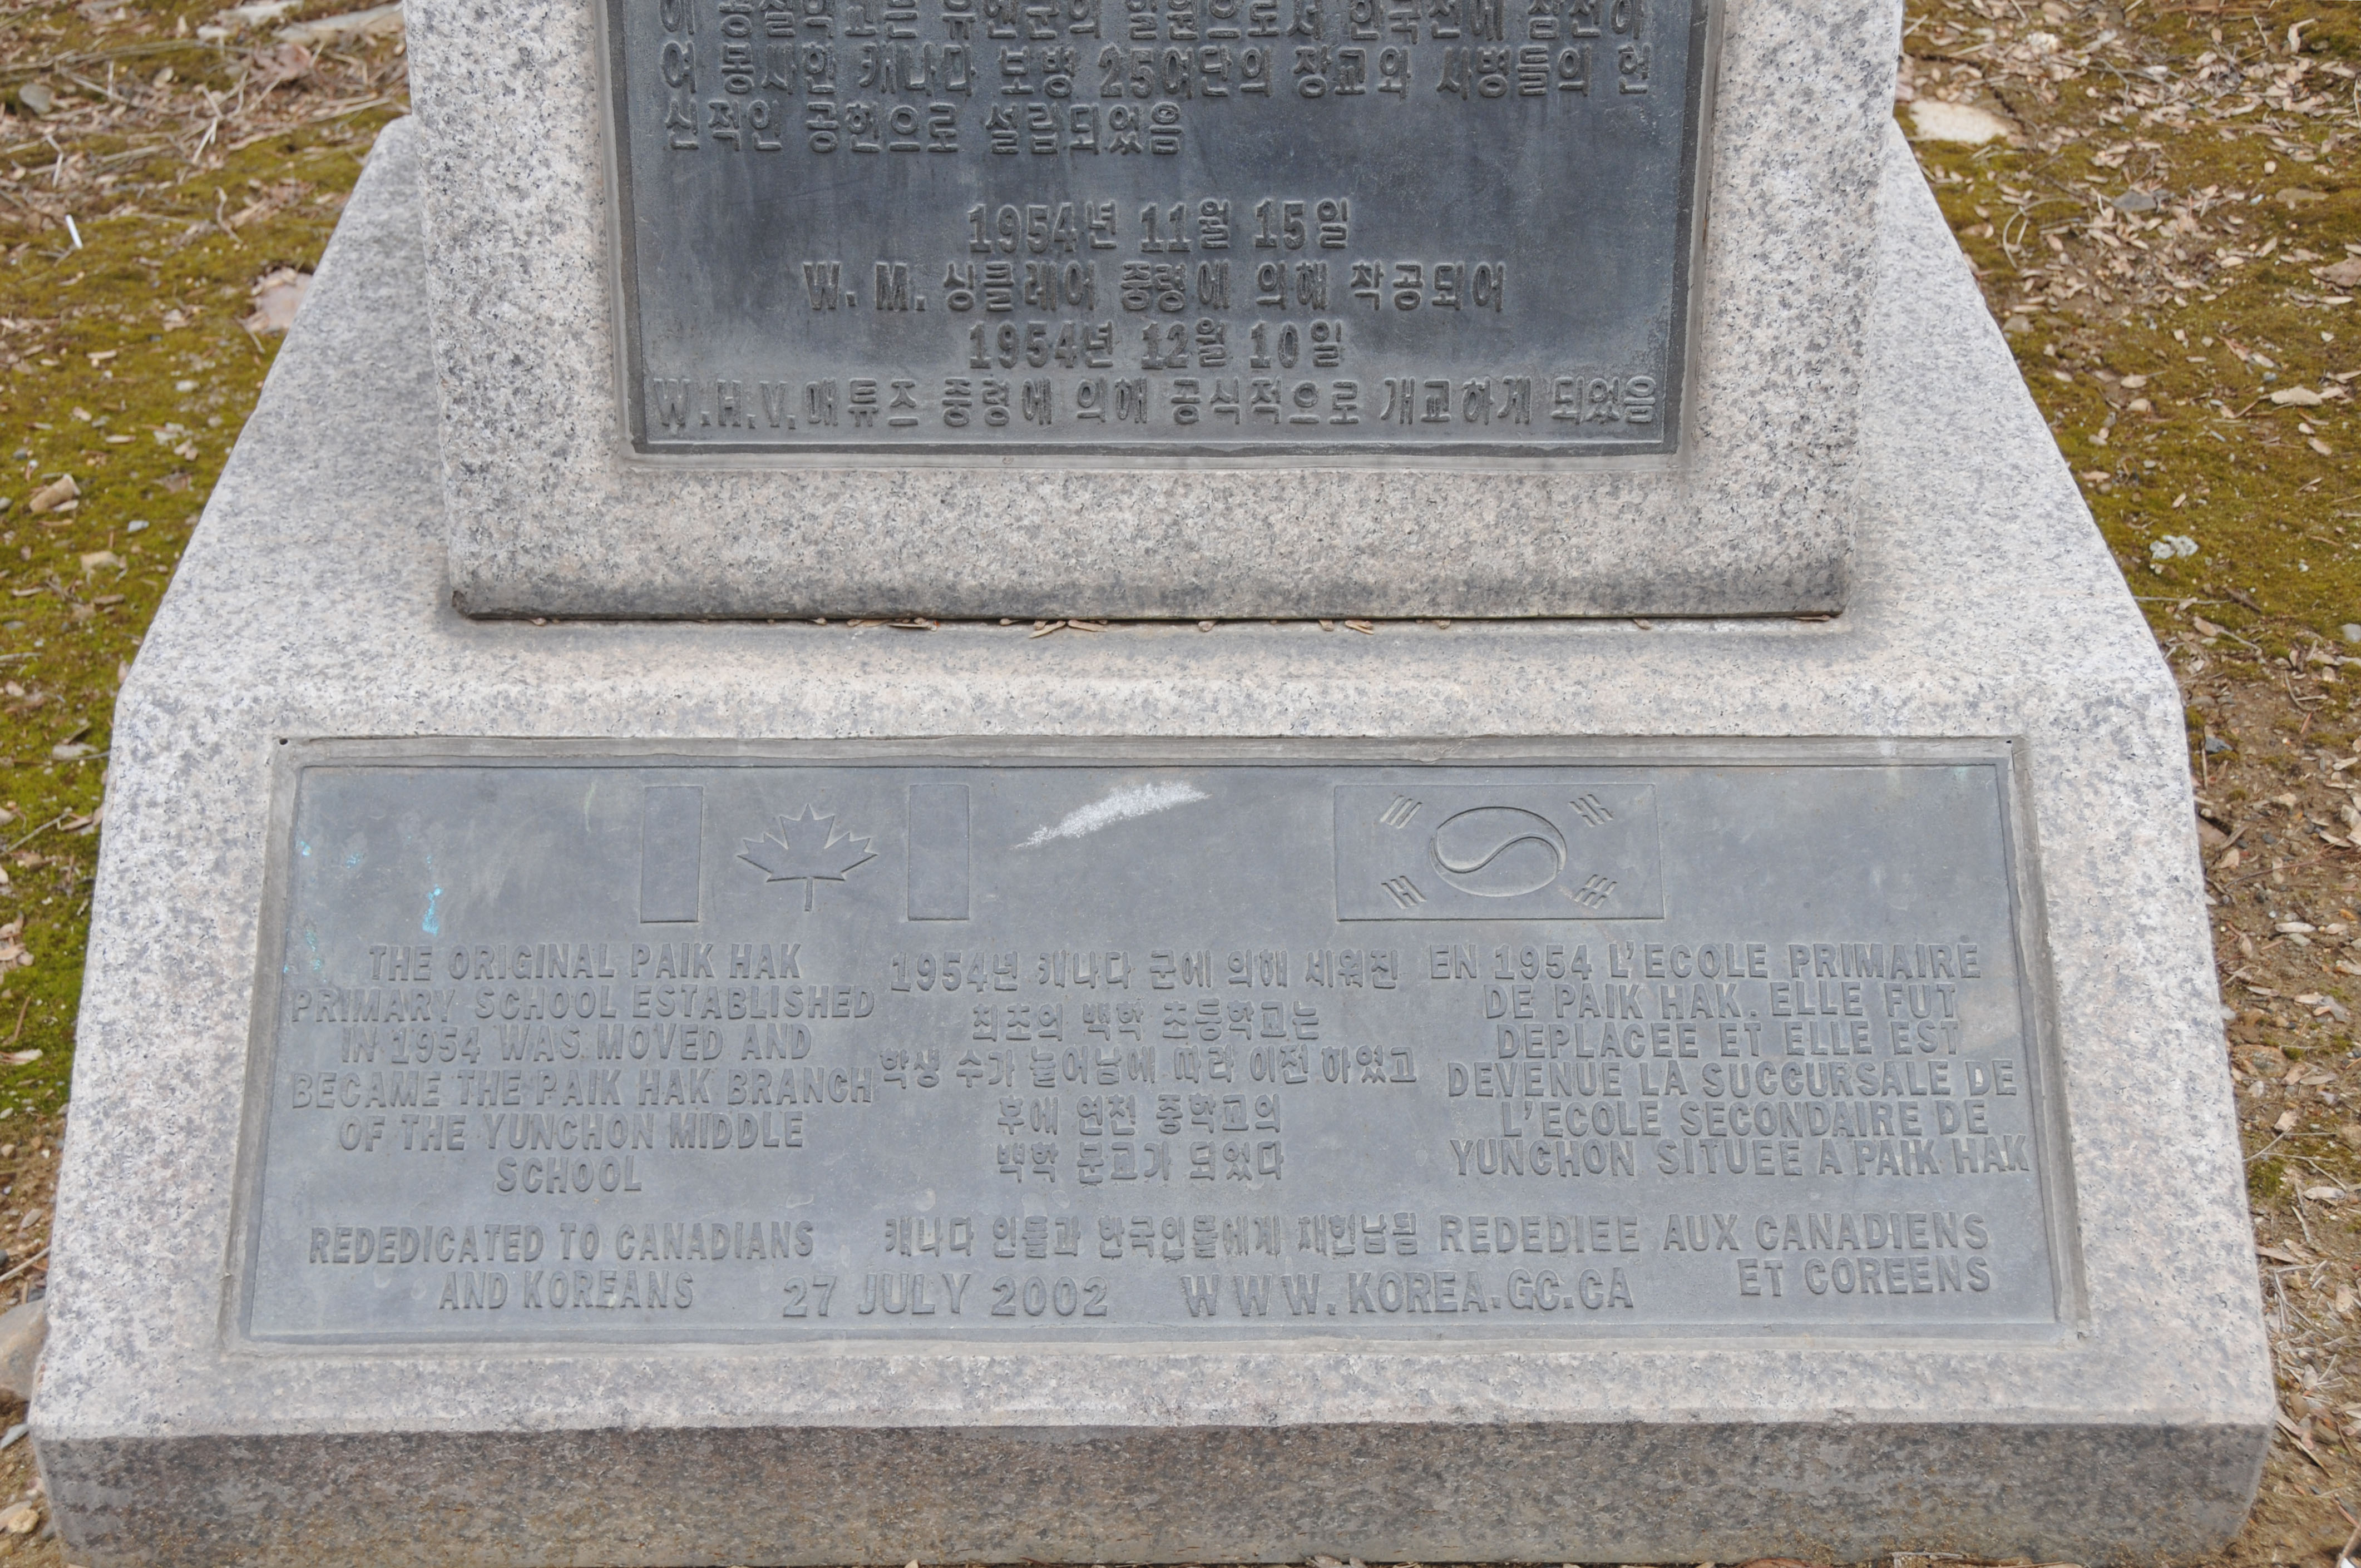 이 종실학교는 유엔군의 일원으로서 한국전에 참전하
여 몽사한 캐나다 보병 25여단의 장교와 사병들의 헌
신적인 공헌으로 설립되었음
1954년 11월 15일
W. M. 싱클레어 중령에 의해 착공되어
1954년 12월 10일
W.H.V.매튜즈 중령에 의해 공식적으로 개교하게 되었음
THE ORIGINAL PAIK HAK
PRIMARY SCHOOL ESTABLISHED
IN 1954 WAS MOVED AND
BECAME THE PAIK HAK BRANCH
OF THE YUNCHON MIDDLE
SCHOOL
REDEDICATED TO CANADIANS
AND KOREANS
1954년 캐나다 군에 의해 세워진
최초의 백학 초등학교는
학생 수가 늘어남에 따라 이전 하였고
후에 연천 중학교의
백학 분교가 되었다
캐나다 인들과 한국인들에게 재헌납됨
27 JULY 2002 WWW.KOREA.GC.CA
EN 1954 L'ECOLE PRIMAIRE
DE PAIK HAK. ELLE FUT
DEPLACEE ET ELLE EST
DEVENUE LA SUCCURSALE DE
L'ECOLE SECONDAIRE DE
YUNCHON SITUEE A PAIK HAK
REDEDIEE AUX CANADIENS
ET COREENS